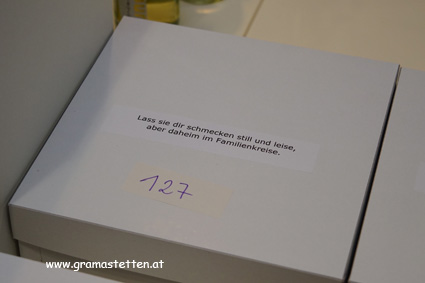 Lass sie dir schmecken still und leise,
aber daheim im Familienkreise.
127
www.gramastetten.at